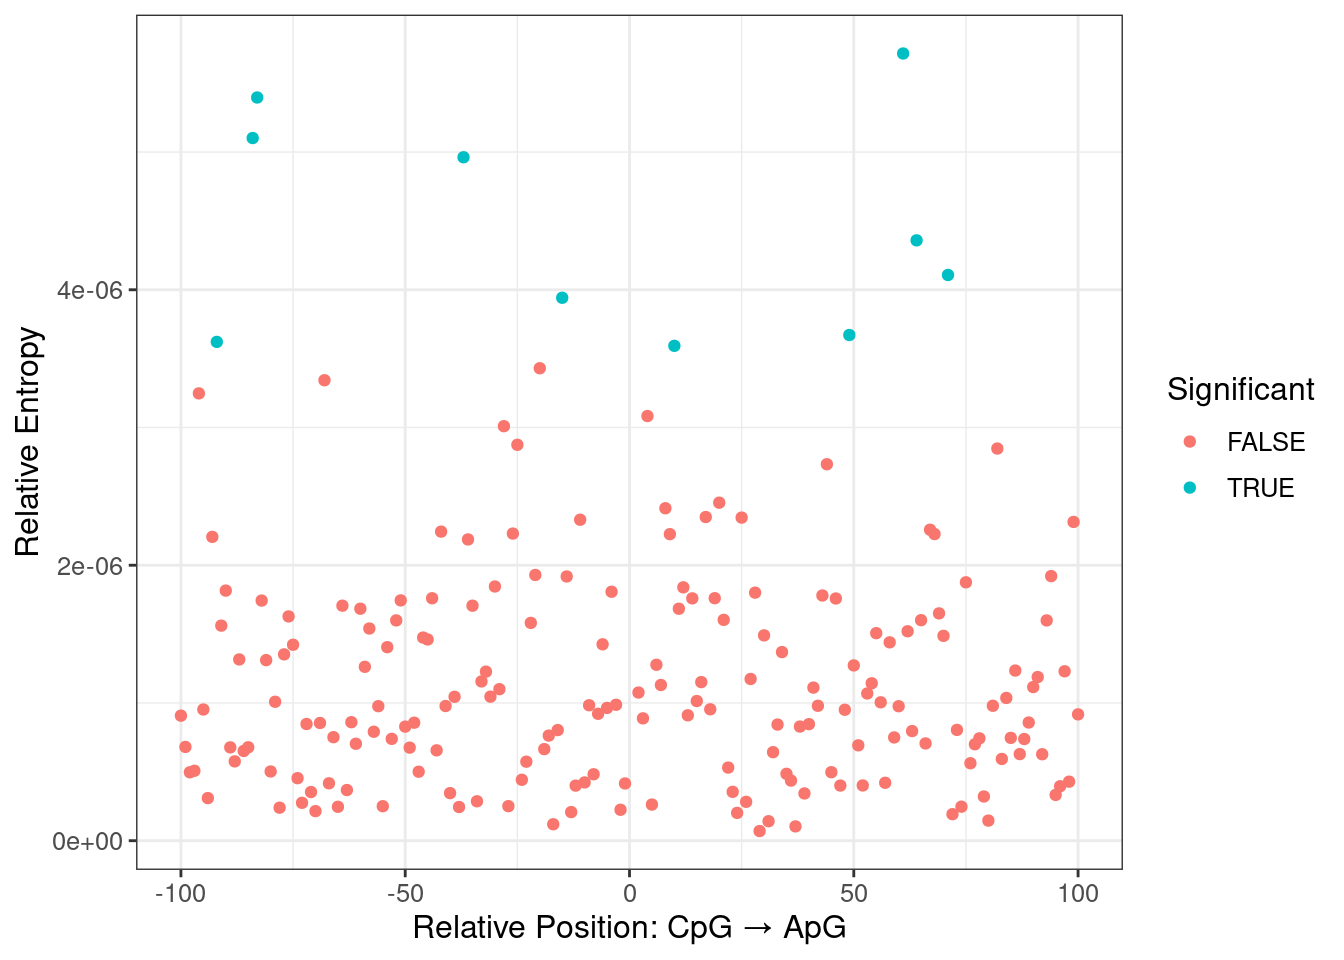 Relative Entropy
4e-06
2e-06
0e+00
-100
-50
0
50
100
Relative Position: CpG → ApG
Significant
FALSE
TRUE